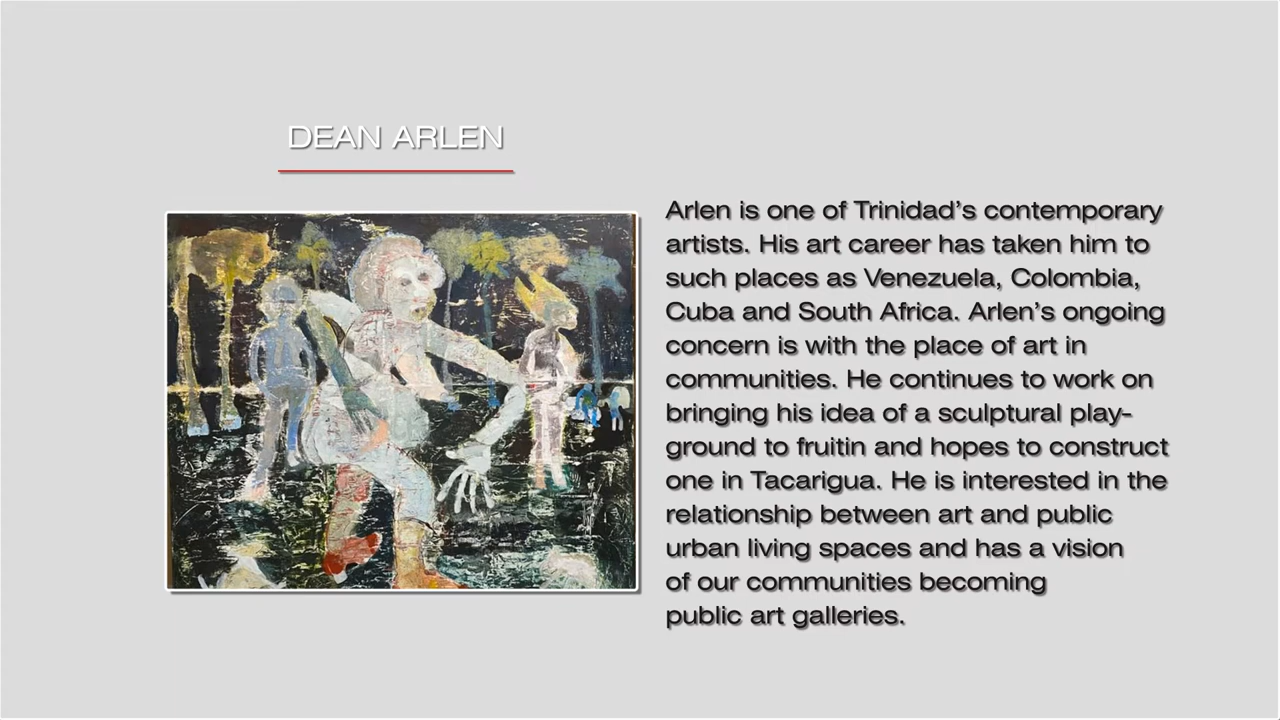 DEAN ARLEN
Arlen is one of Trinidad’s contemporary
artists. His art career has taken him to
such places as Venezuela, Colombia,
Cuba and South Africa. Arlen’s ongoing
concern is with the place of art in
communities. He continues to work on
bringing his idea of a sculptural play-
ground to fruitin and hopes to construct
one in Tacarigua. He is interested in the
relationship between art and public
urban living spaces and has a vision
of our communities becoming
public art galleries.